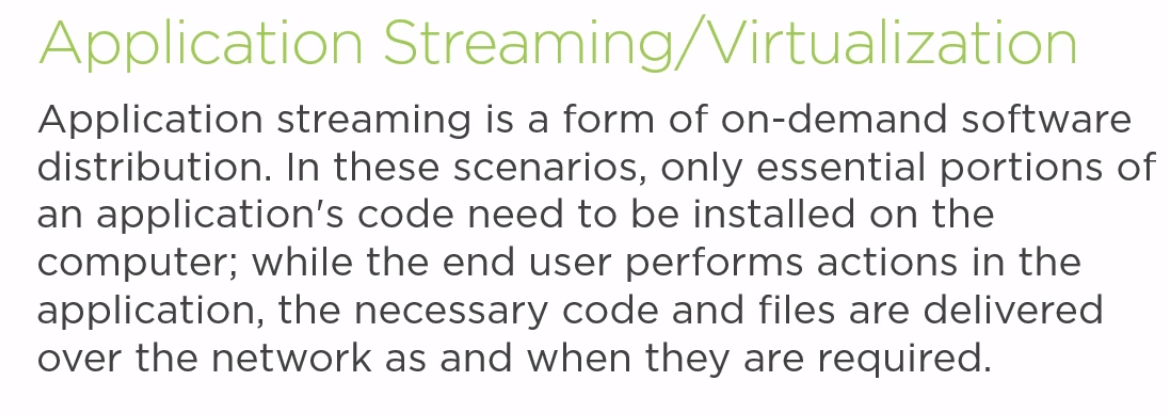 Application Streaming/Virtualization
Application streaming is a form of on-demand software
distribution. In these scenarios, only essential portions of
an application's code need to be installed on the
computer; while the end user performs actions in the
application, the necessary code and files are delivered
over the network as and when they are required.